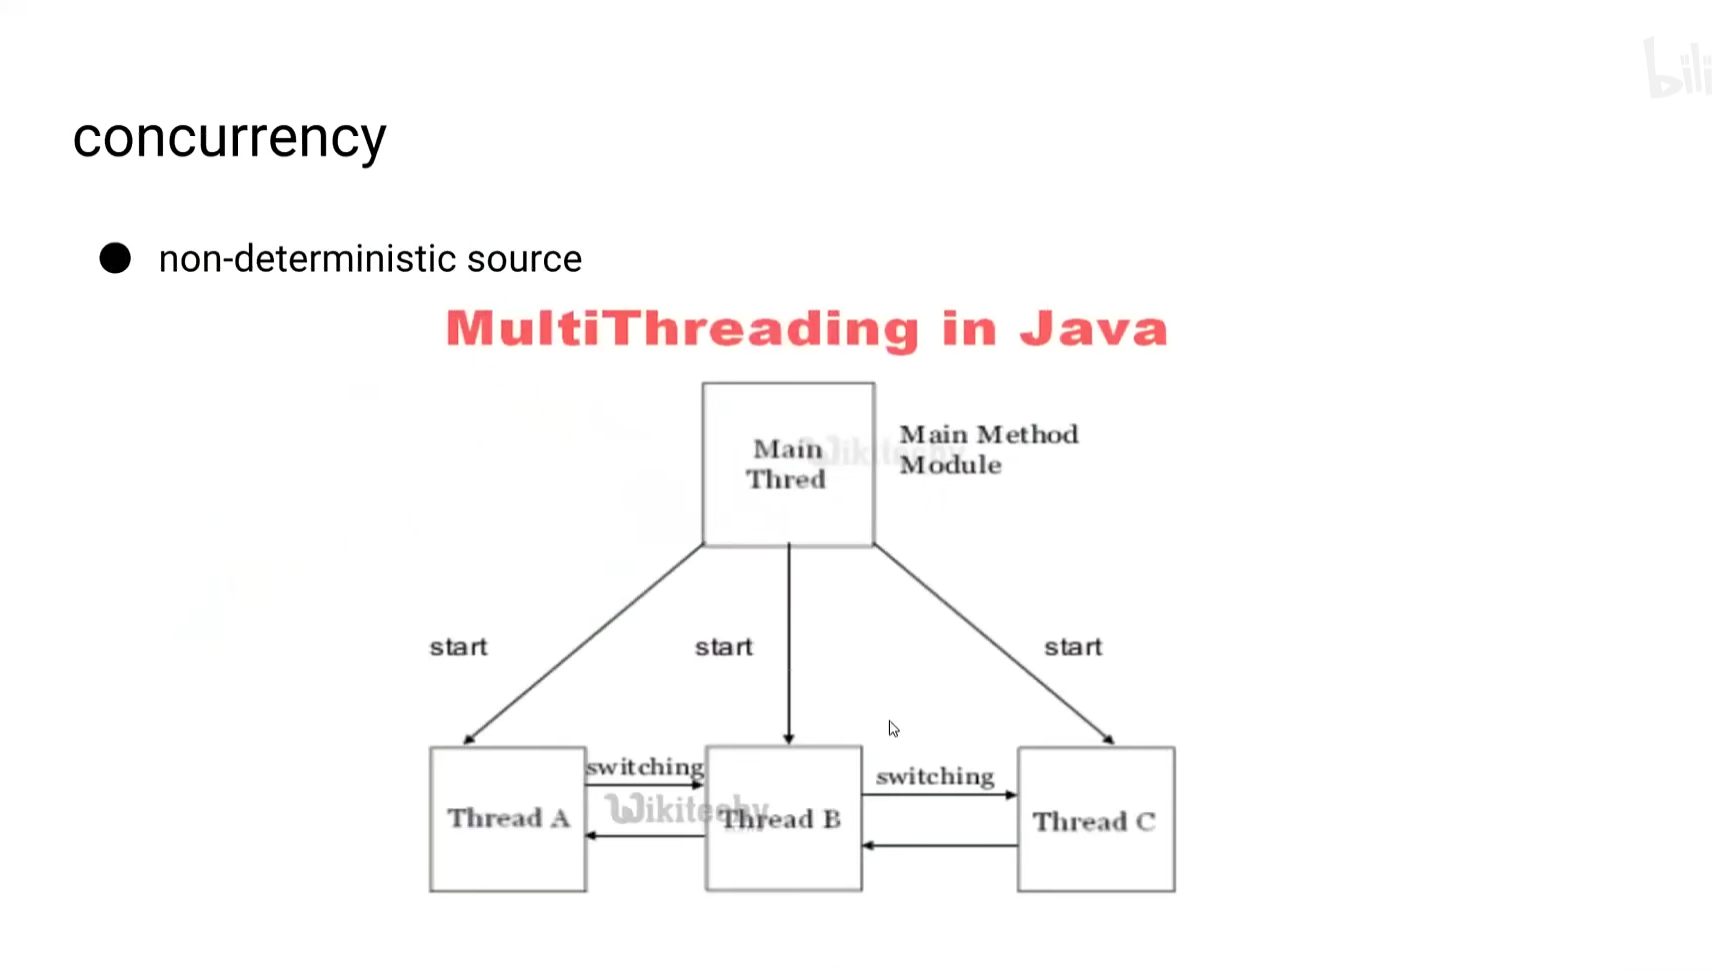 bili
concurrency
non-deterministic source
MultiThreading in Java
Main
Thred
Main Method
Module
Wikitechy
start
start
start
switching
switching
Thread A
Wikitechy
Thread B
Thread C